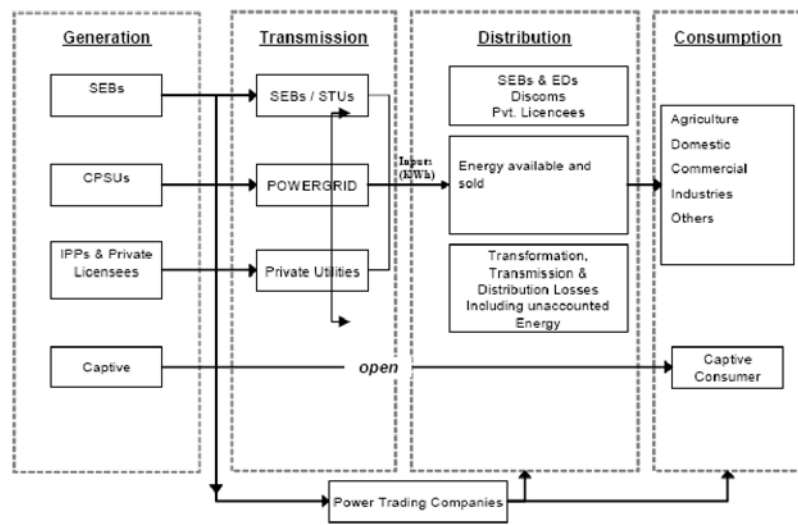 Generation
SEBs
CPSUs
IPPs & Private
Licensees
Captive
Transmission
SEBs / STUs
POWERGRID
Private Utilities
open
Inputs
(KWh)
Distribution
SEBs & EDs
Discoms
Pvt. Licencees
Energy available and
sold
Transformation,
Transmission &
Distribution Losses
Including unaccounted
Energy
Consumption
Agriculture
Domestic
Commercial
Industries
Others
Captive
Consumer
Power Trading Companies